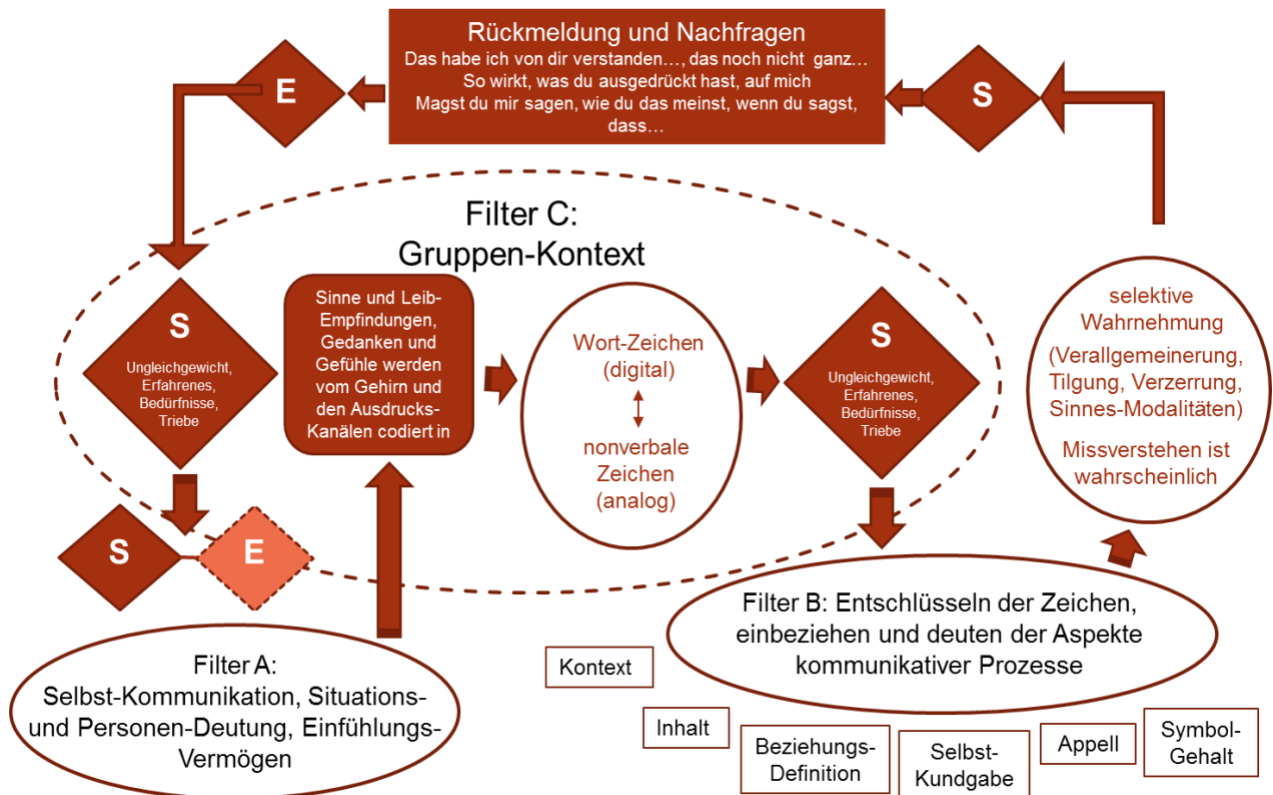 Rückmeldung und Nachfragen
Das habe ich von dir verstanden…, das noch nicht ganz…
So wirkt, was du ausgedrückt hast, auf mich
Magst du mir sagen, wie du das meinst, wenn du sagst,
dass…
E
S
Filter C:
Gruppen-Kontext
S
Ungleichgewicht,
Erfahrenes,
Bedürfnisse,
Triebe
Sinne und Leib-
Empfindungen,
Gedanken und
Gefühle werden
vom Gehirn und
den Ausdrucks-
Kanälen codiert in
Wort-Zeichen
(digital)
nonverbale
Zeichen
(analog)
S
Ungleichgewicht,
Erfahrenes,
Bedürfnisse,
Triebe
selektive
Wahrnehmung
(Verallgemeinerung,
Tilgung, Verzerrung,
Sinnes-Modalitäten)
Missverstehen ist
wahrscheinlich
S
E
Filter A:
Selbst-Kommunikation, Situations-
und Personen-Deutung, Einfühlungs-
Vermögen
Filter B: Entschlüsseln der Zeichen,
einbeziehen und deuten der Aspekte
kommunikativer Prozesse
Kontext
Inhalt
Beziehungs-
Definition
Selbst-
Kundgabe
Appell
Symbol-
Gehalt